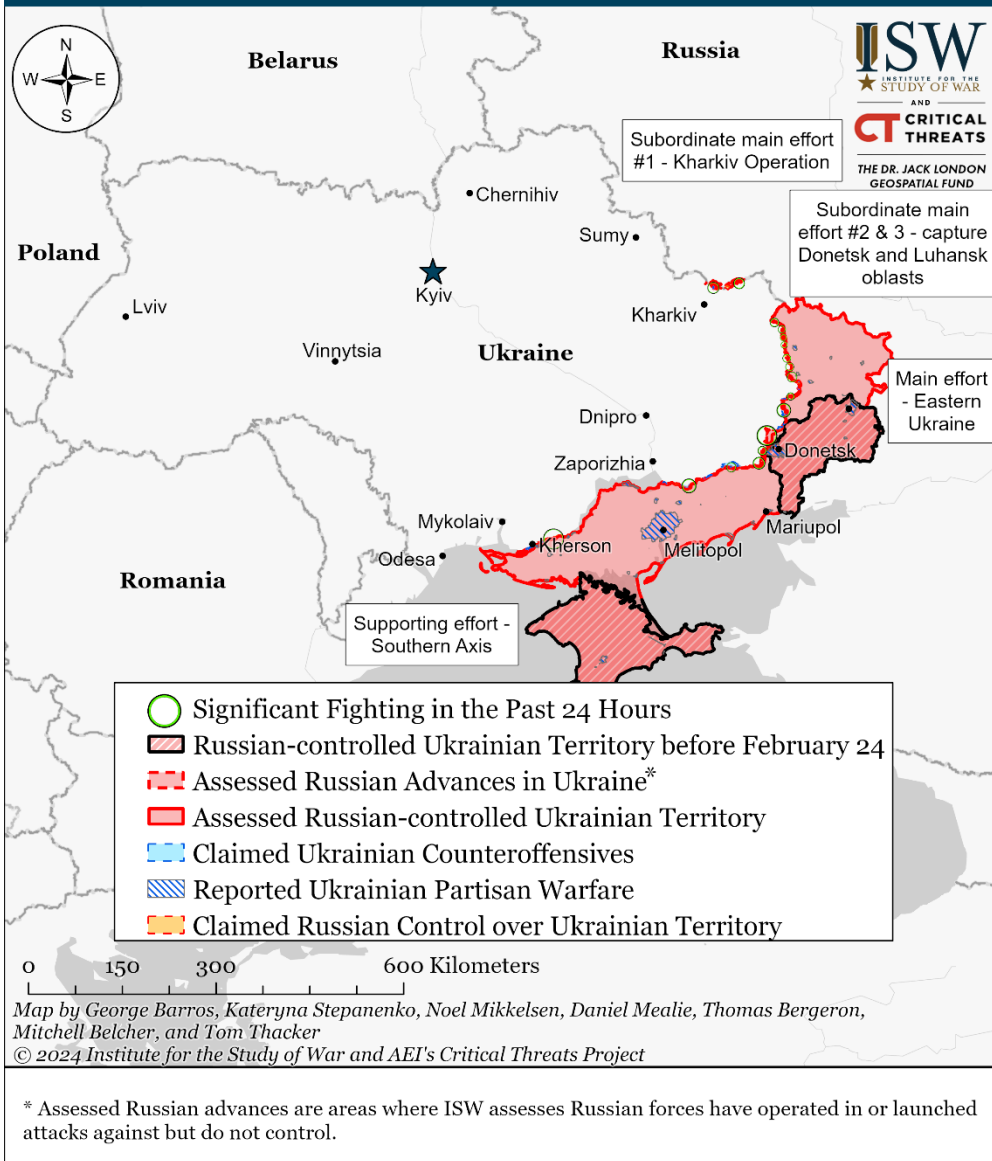 N
W
E
S
Belarus
Russia
ISW
INSTITUTE FOR THE
STUDY OF WAR
AND
CT CRITICAL
THREATS
THE DR. JACK LONDON
GEOSPATIAL FUND
Subordinate main effort
#1 - Kharkiv Operation
Subordinate main
effort #2 & 3 - capture
Donetsk and Luhansk
oblasts
Chernihiv
Sumy
Poland
Kyiv
Lviv
Kharkiv
Vinnytsia
Ukraine
Main effort
- Eastern
Ukraine
Dnipro
Donetsk
Zaporizhia
Mykolaiv
Mariupol
Kherson
Melitopol
Odesa
Romania
Supporting effort -
Southern Axis
Significant Fighting in the Past 24 Hours
Russian-controlled Ukrainian Territory before February 24
Assessed Russian Advances in Ukraine*
Assessed Russian-controlled Ukrainian Territory
Claimed Ukrainian Counteroffensives
Reported Ukrainian Partisan Warfare
Claimed Russian Control over Ukrainian Territory
0 150 300 600 Kilometers
Map by George Barros, Kateryna Stepanenko, Noel Mikkelsen, Daniel Mealie, Thomas Bergeron,
Mitchell Belcher, and Tom Thacker
© 2024 Institute for the Study of War and AEI's Critical Threats Project
* Assessed Russian advances are areas where ISW assesses Russian forces have operated in or launched
attacks against but do not control.